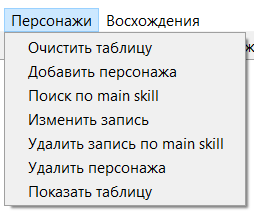 Персонажи Восхождения
Очистить таблицу
Добавить персонажа
Поиск по main skill
Изменить запись
Удалить запись по main skill
Удалить персонажа
Показать таблицу